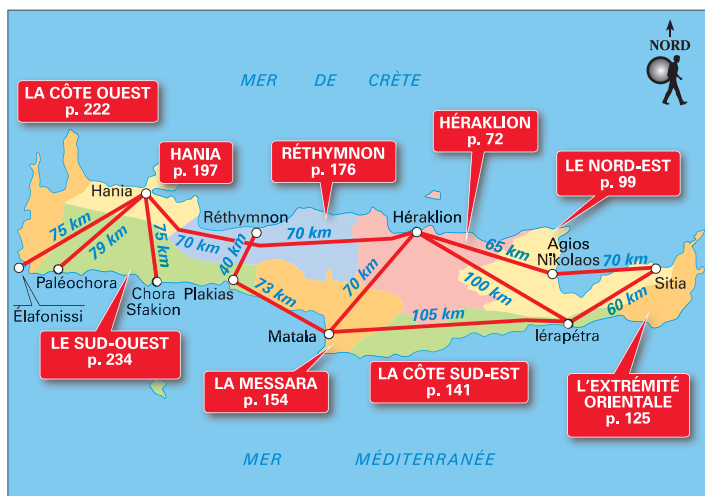 NORD
MER DE CRÈTE
LA CÔTE OUEST
p. 222
HÉRAKLION
p. 72
HANIA
p. 197
RÉTHYMNON
p. 176
LE NORD-EST
p. 99
Hania
Réthymnon
Héraklion
75 km
79 km
75 km
70 km
70 km
40 km
65 km
Agios
Nikolaos
70 km
Sitia
Paléochora
Élafonissi
Chora
Sfakion
Plakias
73 km
70 km
100 km
60 km
Matala
105 km
Iérapétra
LE SUD-OUEST
p. 234
LA MESSARA
p. 154
LA CÔTE SUD-EST
p. 141
L'EXTRÉMITÉ
ORIENTALE
p. 125
MER MÉDITERRANÉE